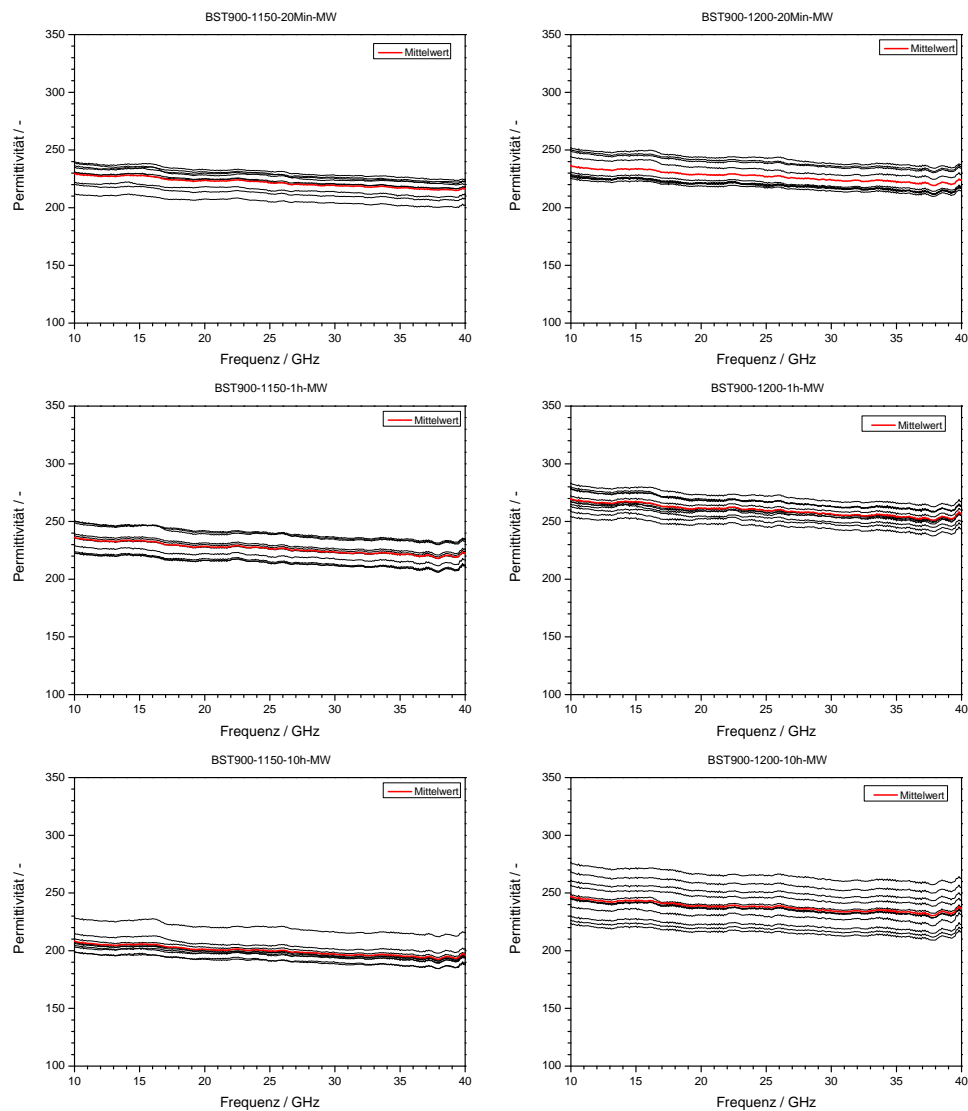 BST900-1150-20Min-MW
350
300
250
200
150
100
Permittivität / -
Mittelwert
10 15 20 25 30 35 40
Frequenz / GHz
BST900-1200-20Min-MW
350
300
250
200
150
100
Permittivität / -
Mittelwert
10 15 20 25 30 35 40
Frequenz / GHz
BST900-1150-1h-MW
350
300
250
200
150
100
Permittivität / -
Mittelwert
10 15 20 25 30 35 40
Frequenz / GHz
BST900-1200-1h-MW
350
300
250
200
150
100
Permittivität / -
Mittelwert
10 15 20 25 30 35 40
Frequenz / GHz
BST900-1150-10h-MW
350
300
250
200
150
100
Permittivität / -
Mittelwert
10 15 20 25 30 35 40
Frequenz / GHz
BST900-1200-10h-MW
350
300
250
200
150
100
Permittivität / -
Mittelwert
10 15 20 25 30 35 40
Frequenz / GHz